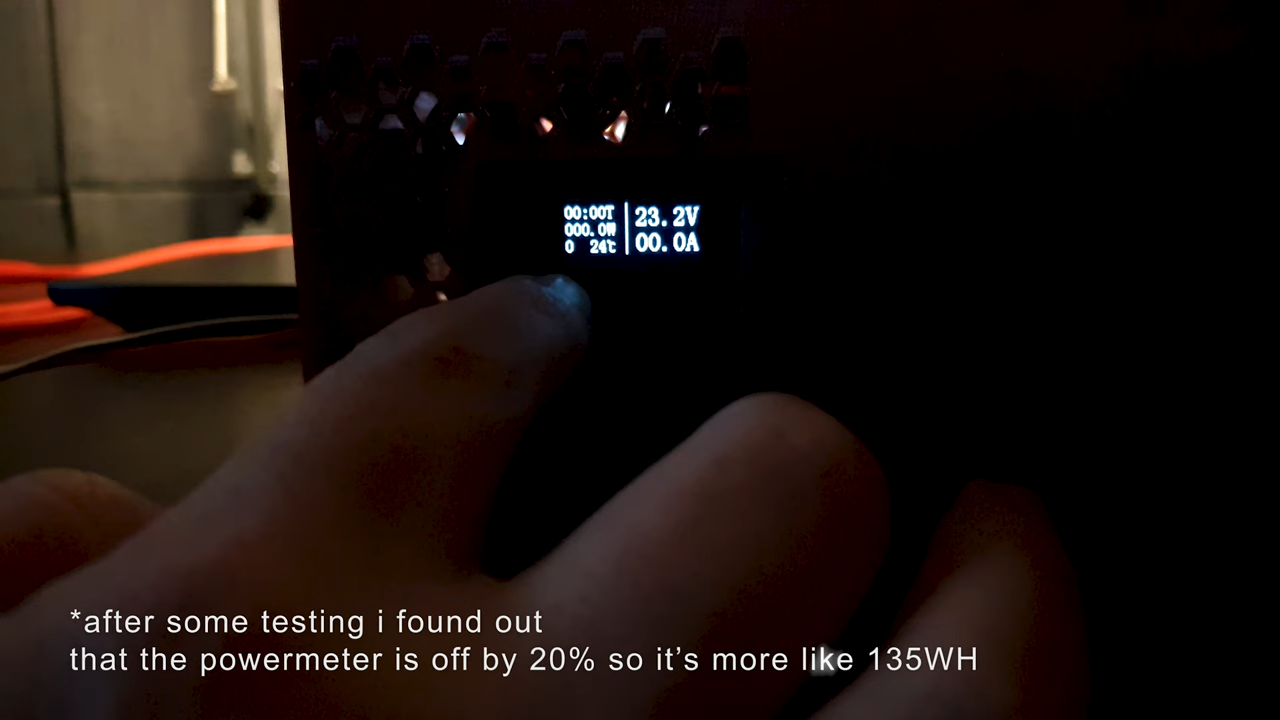 00:00T
000.0W
0 24℃
23.2V
00.0A
*after some testing i found out
that the powermeter is off by 20% so it’s more like 135WH